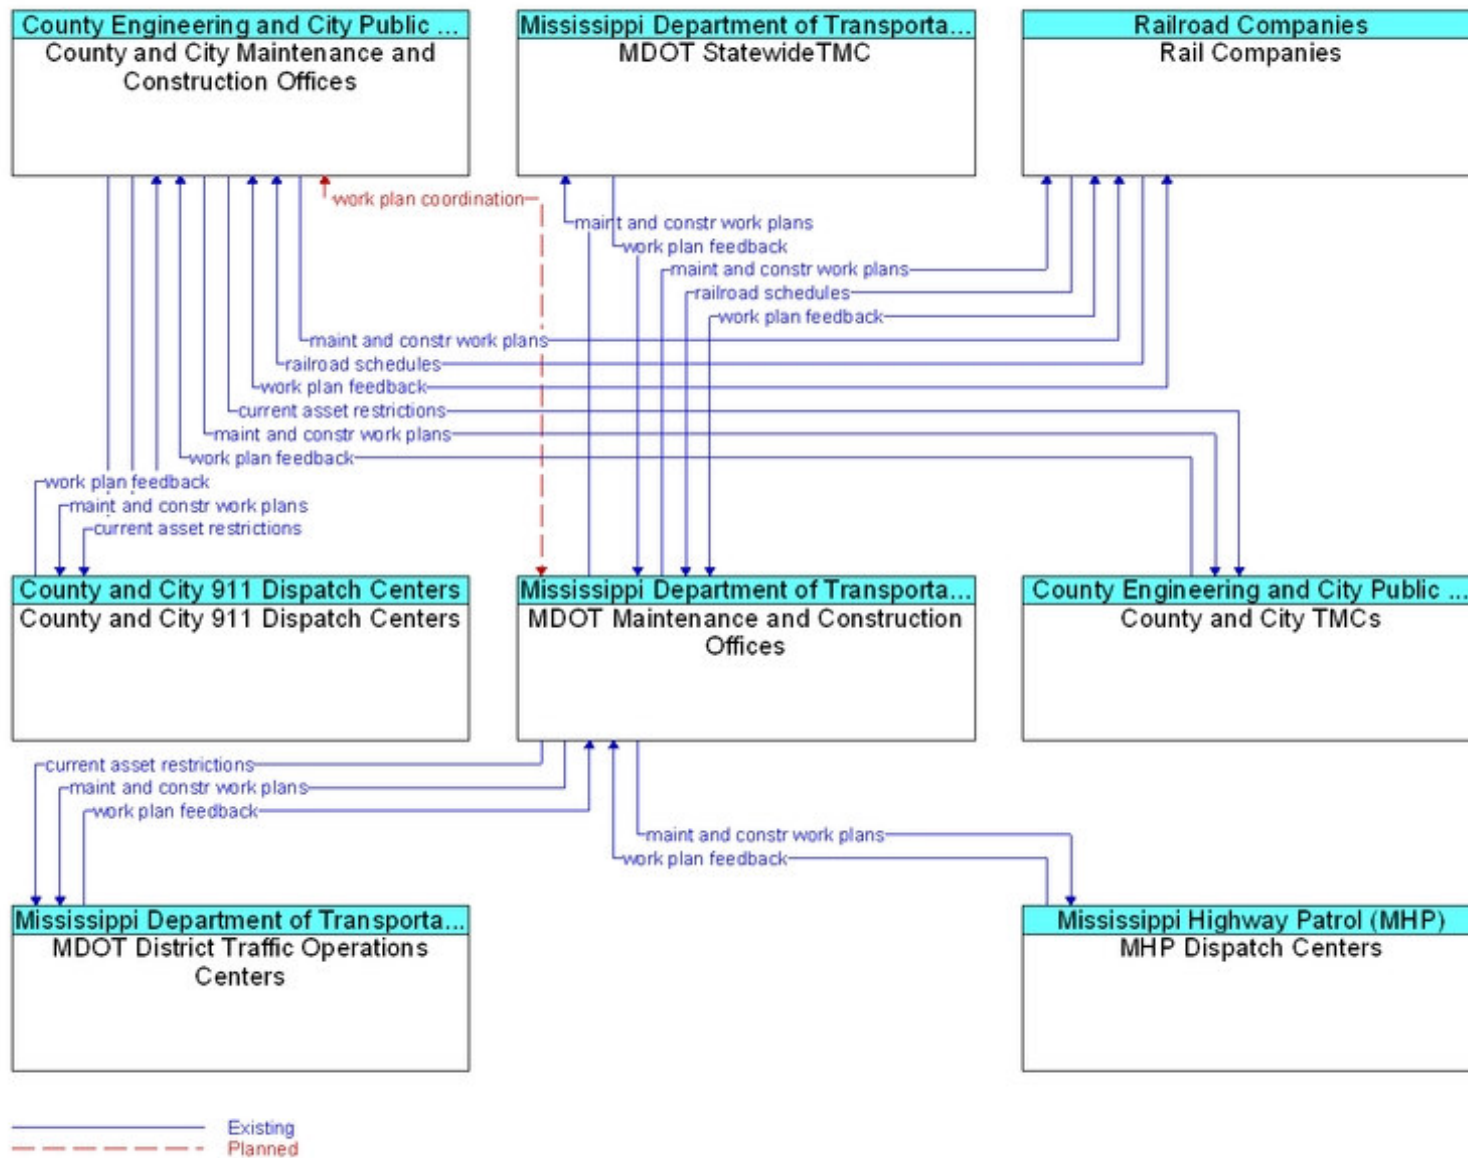 County Engineering and City Public ...
County and City Maintenance and
Construction Offices
Mississippi Department of Transporta...
MDOT StatewideTMC
Railroad Companies
Rail Companies
work plan coordination
maint and constr work plans
work plan feedback
maint and constr work plans
railroad schedules
work plan feedback
maint and constr work plans
railroad schedules
work plan feedback
current asset restrictions
maint and constr work plans
work plan feedback
work plan feedback
maint and constr work plans
current asset restrictions
County and City 911 Dispatch Centers
County and City 911 Dispatch Centers
Mississippi Department of Transporta...
MDOT Maintenance and Construction
Offices
County Engineering and City Public ...
County and City TMCs
current asset restrictions
maint and constr work plans
work plan feedback
maint and constr work plans
work plan feedback
Mississippi Department of Transporta...
MDOT District Traffic Operations
Centers
Mississippi Highway Patrol (MHP)
MHP Dispatch Centers
Existing
Planned